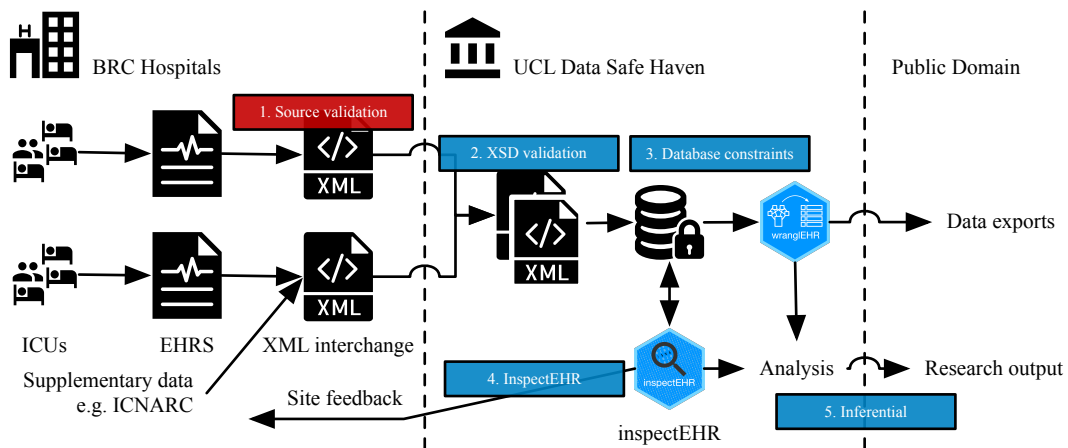 BRC Hospitals
UCL Data Safe Haven
Public Domain
1. Source validation
2. XSD validation
3. Database constraints
</>
XML
</>
XML
wranglEHR
Data exports
</>
XML
ICUs
EHRS
XML interchange
Supplementary data
e.g. ICNARC
Site feedback
4. InspectEHR
inspectEHR
inspectEHR
Analysis
Research output
5. Inferential